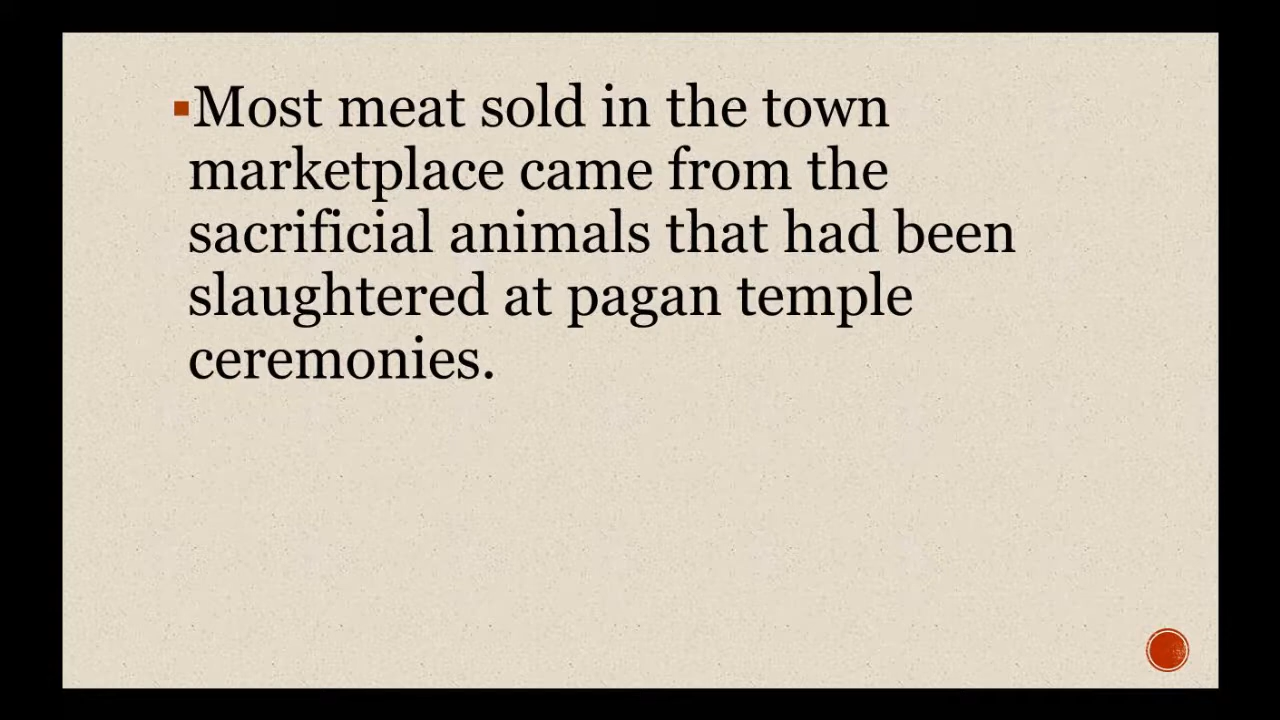 ▪Most meat sold in the town
marketplace came from the
sacrificial animals that had been
slaughtered at pagan temple
ceremonies.